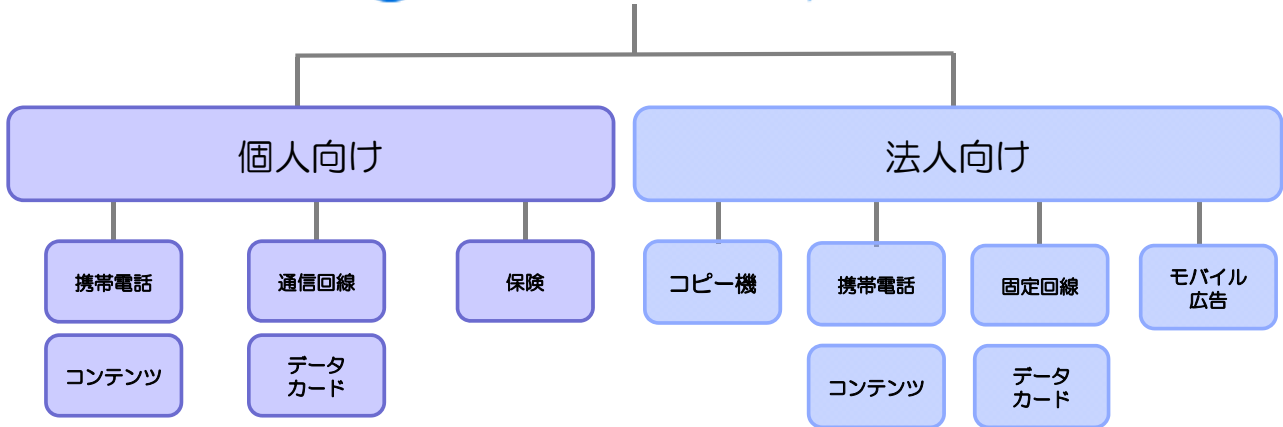 個人向け
法人向け
携帯電話
通信回線
保険
コピー機
携帯電話
固定回線
モバイル
広告
コンテンツ
データ
カード
コンテンツ
データ
カード